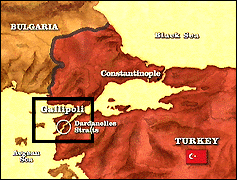 BULGARIA
Black Sea
Constantinople
Gallipoli
Dardanelles
Straits
Aegean
Sea
TURKEY